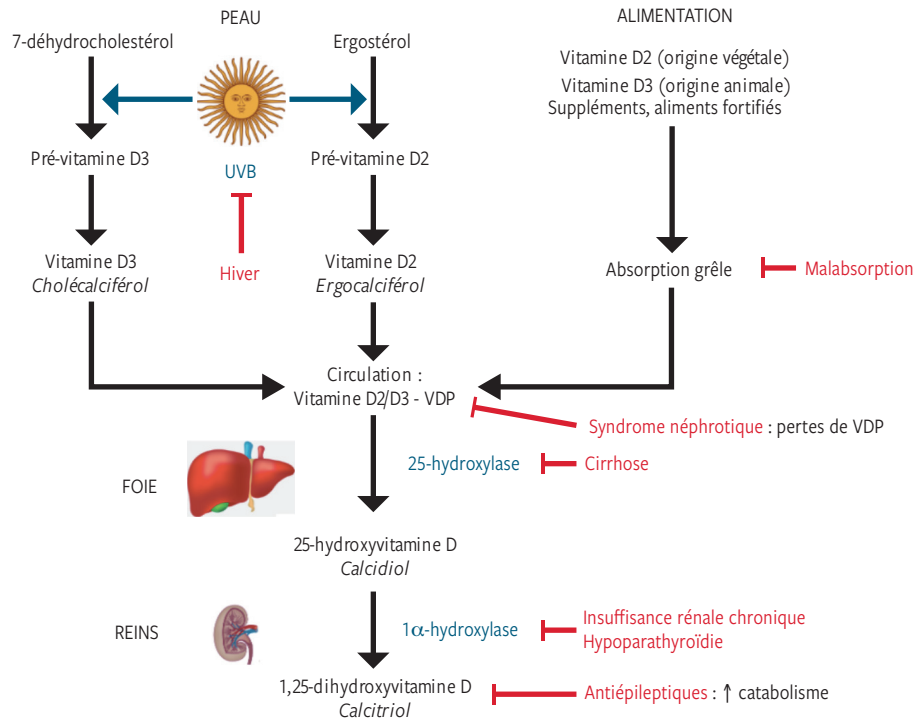 PEAU
ALIMENTATION
7-déhydrocholestérol
Ergostérol
Vitamine D2 (origine végétale)
Vitamine D3 (origine animale)
Suppléments, aliments fortifiés
Pré-vitamine D3
UVB
Pré-vitamine D2
Hiver
Vitamine D3
Cholécalciférol
Vitamine D2
Ergocalciférol
Absorption grêle
Malabsorption
Circulation :
Vitamine D2/D3 - VDP
Syndrome néphrotique : pertes de VDP
25-hydroxylase
Cirrhose
FOIE
25-hydroxyvitamine D
Calcidiol
REINS
1α-hydroxylase
Insuffisance rénale chronique
Hypoparathyroïdie
1,25-dihydroxyvitamine D
Calcitriol
Antiépileptiques : ↑ catabolisme